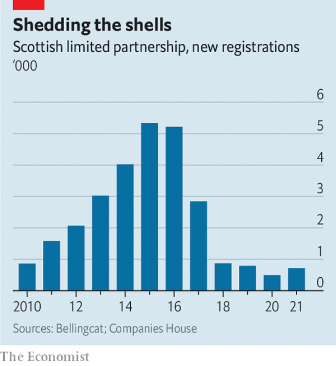 Shedding the shells
Scottish limited partnership, new registrations
’000
6
5
4
3
2
1
0
2010 12 14 16 18 20 21
Sources: Bellingcat; Companies House
The Economist